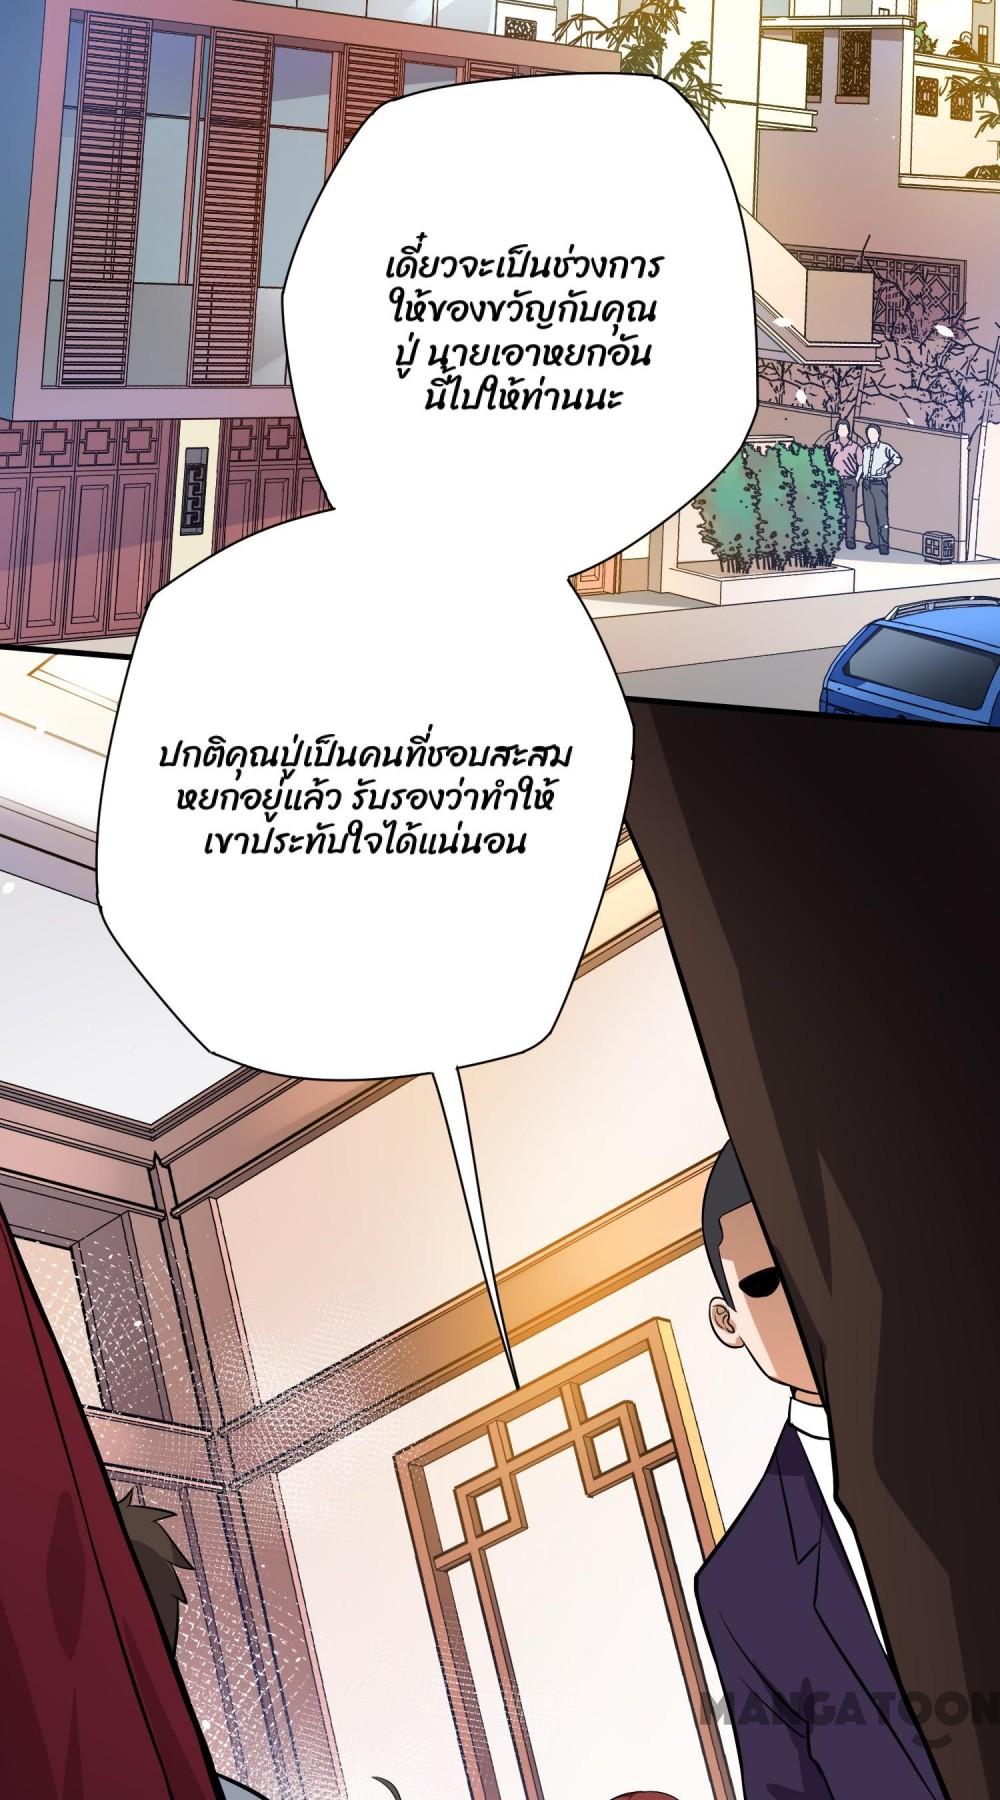 เดี๋ยวจะเป็นช่วงการ
ให้ของขวัญกับคุณ
ปู่ นายเอาหยกอัน
นี้ไปให้ท่านนะ
ปกติคุณปู่เป็นคนที่ชอบสะสม
หยกอยู่แล้ว รับรองว่าทำให้
เขาประทับใจได้แน่นอน
MANGATOON